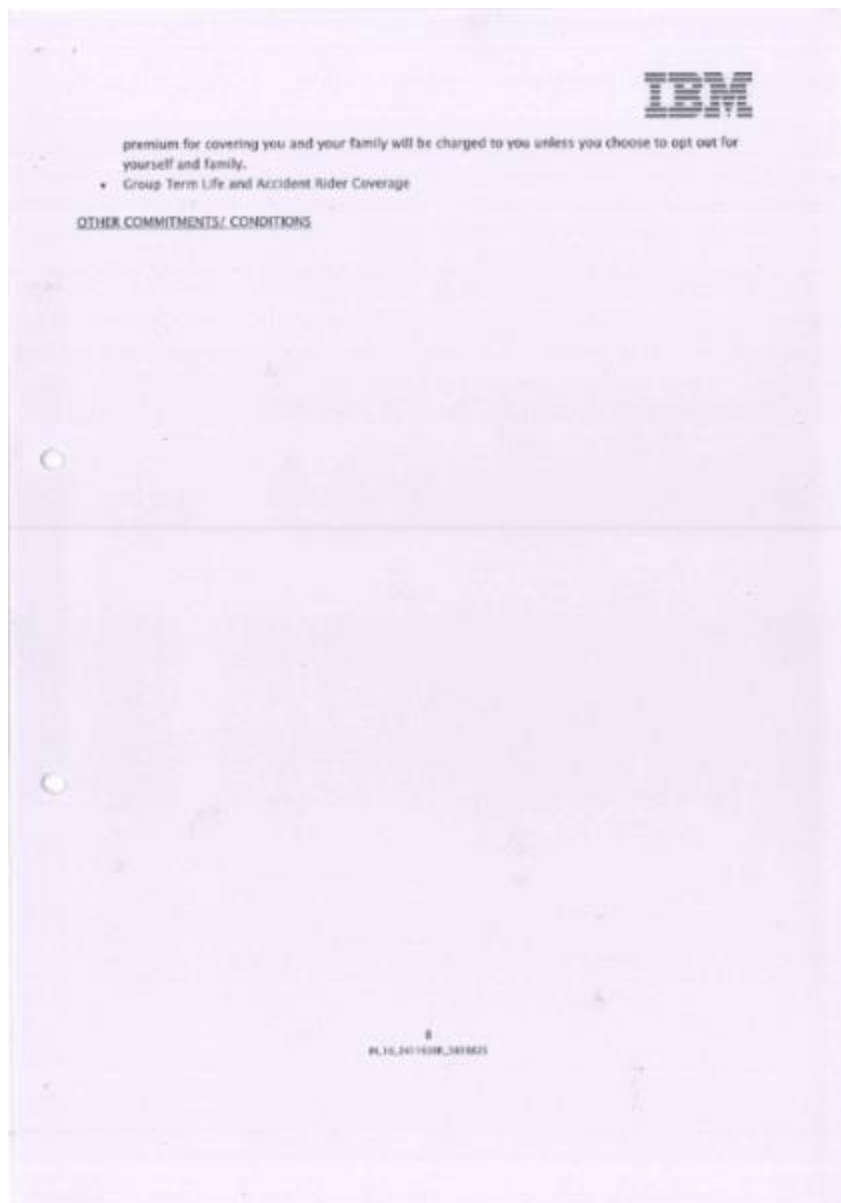 IBM
premium for covering you and your family will be charged to you unless you choose to opt out for
yourself and family.
• Group Term Life and Accident Rider Coverage
OTHER COMMITMENTS/ CONDITIONS
8